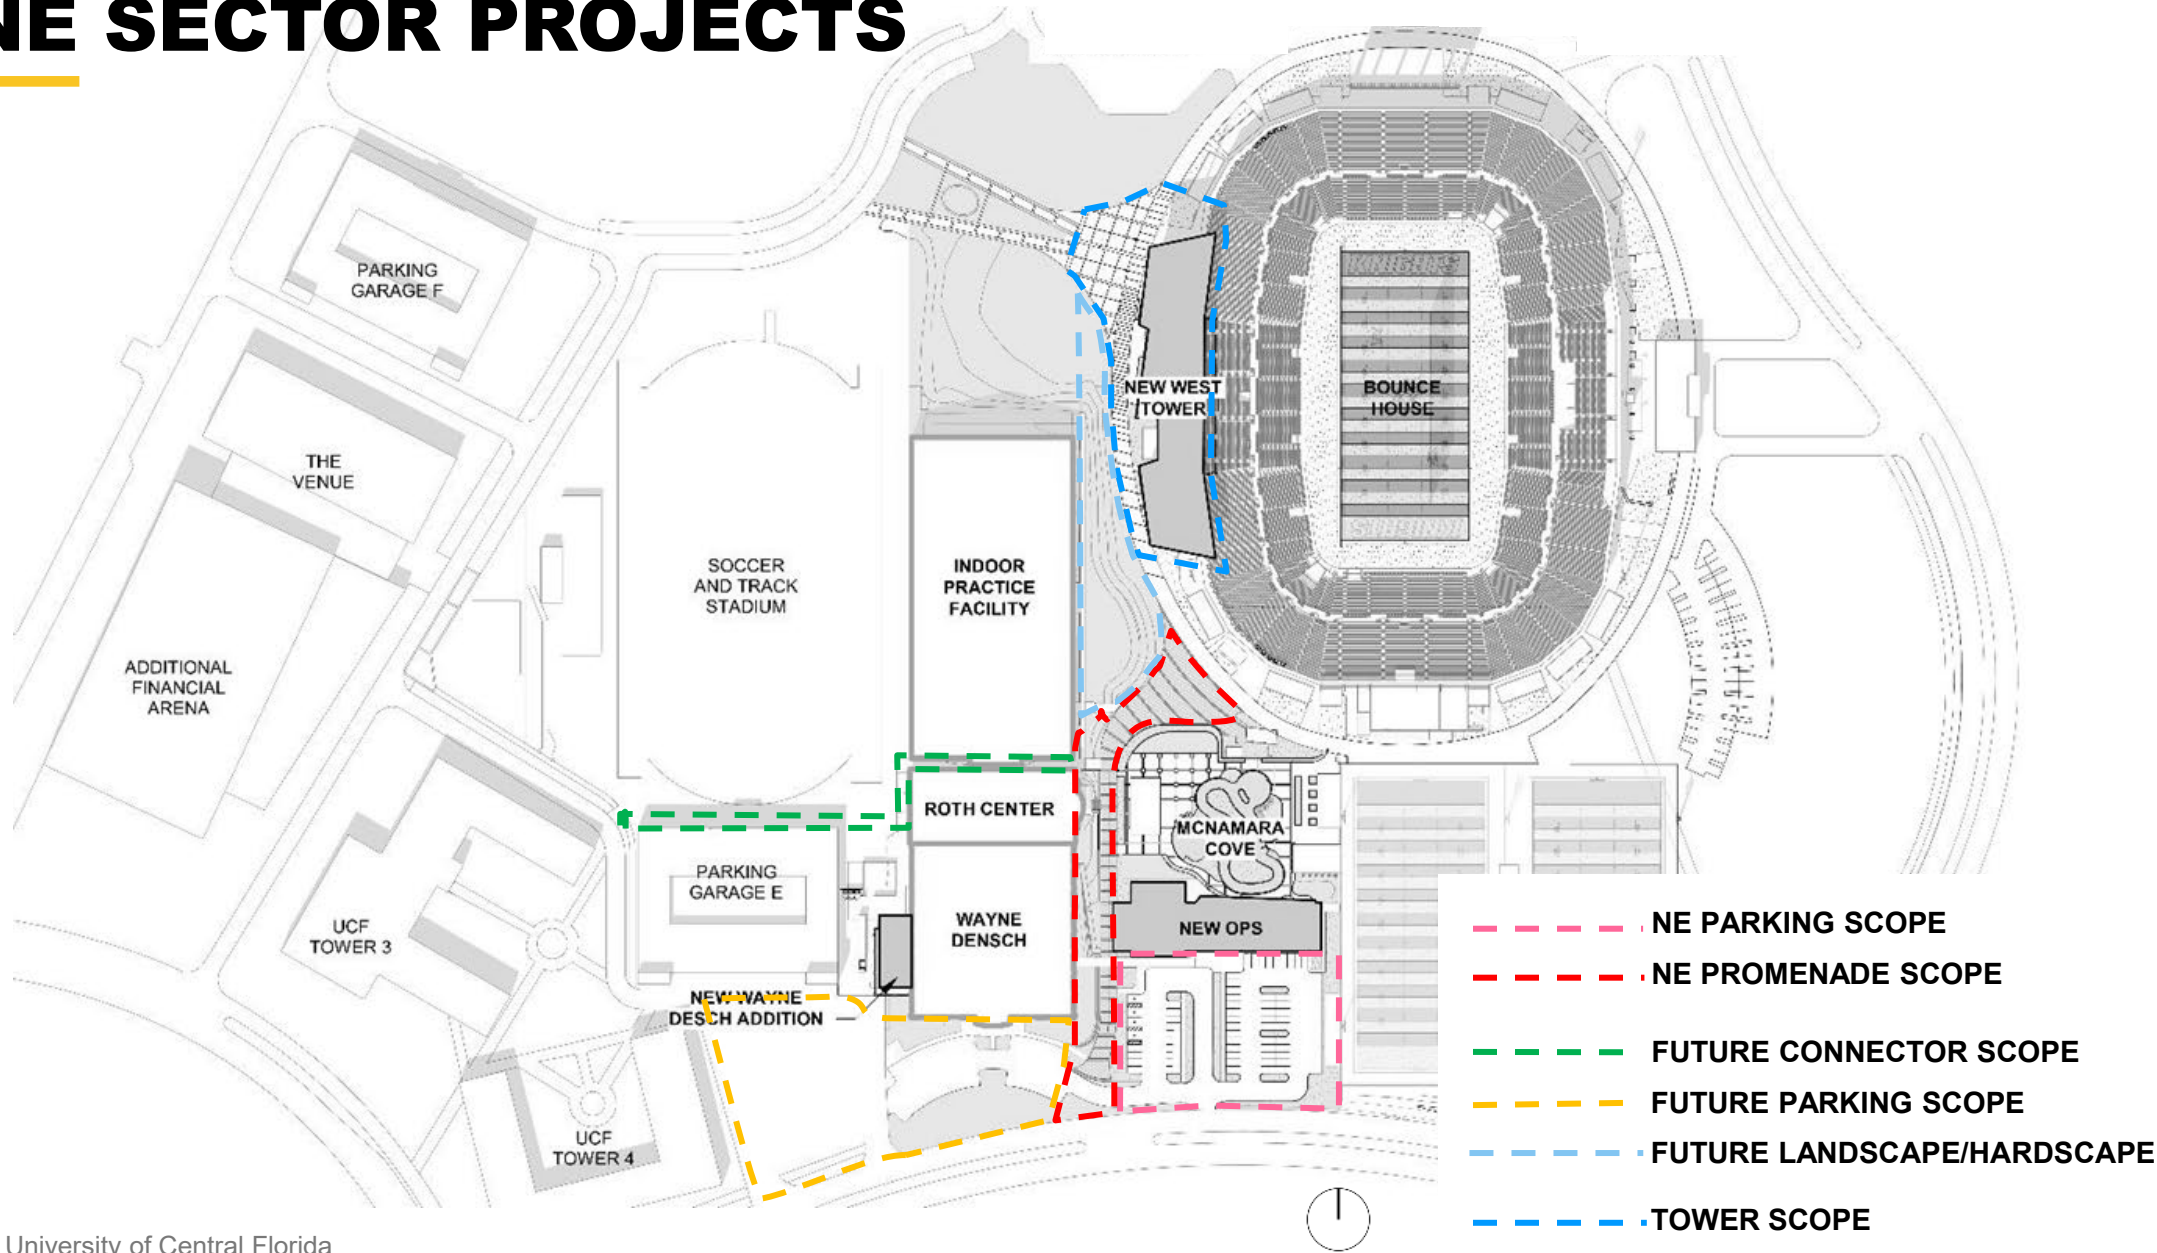 NE SECTOR PROJECTS
PARKING
GARAGE F
THE
VENUE
ADDITIONAL
FINANCIAL
ARENA
SOCCER
AND TRACK
STADIUM
INDOOR
PRACTICE
FACILITY
NEW WEST
TOWER
KNIGHTS
BOUNCE
HOUSE
ROTH CENTER
MCNAMARA
COVE
PARKING
GARAGE E
WAYNE
DENSCH
NEW OPS
UCF
TOWER 3
NEW WAYNE
DESCH ADDITION
UCF
TOWER 4
NE PARKING SCOPE
NE PROMENADE SCOPE
FUTURE CONNECTOR SCOPE
FUTURE PARKING SCOPE
FUTURE LANDSCAPE/HARDSCAPE
TOWER SCOPE
University of Central Florida